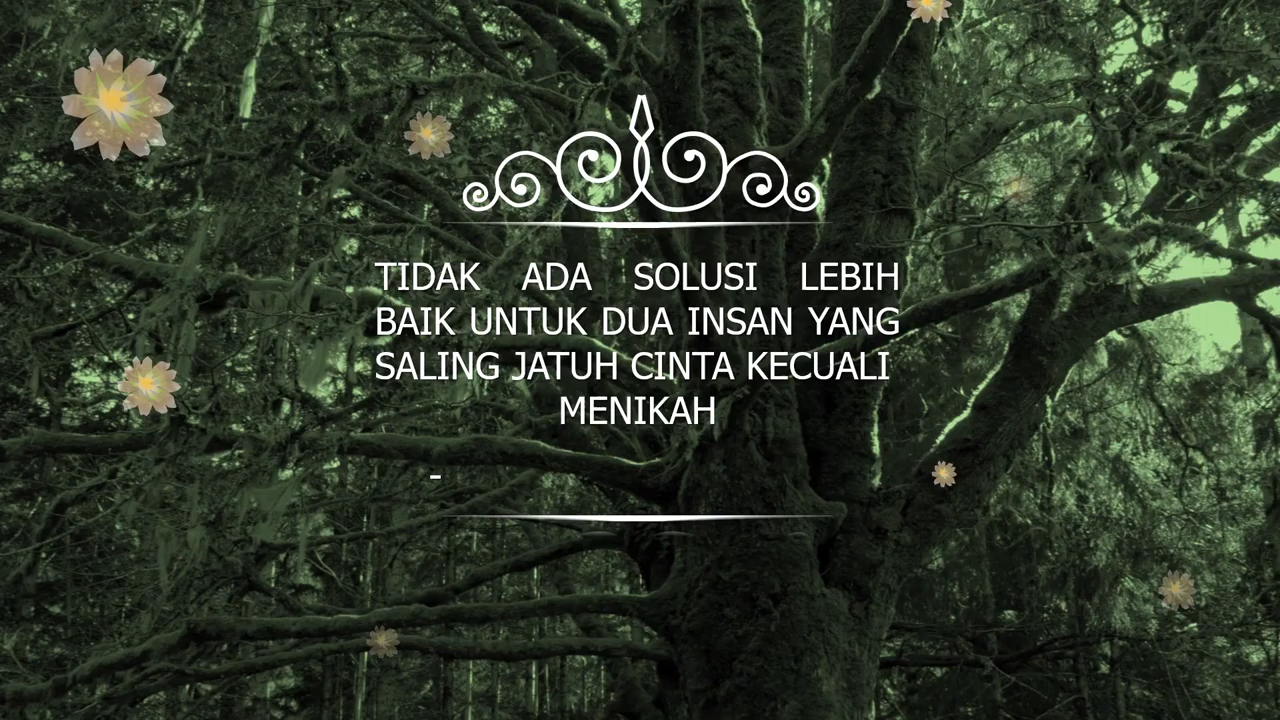 TIDAK ADA SOLUSI LEBIH
BAIK UNTUK DUA INSAN YANG
SALING JATUH CINTA KECUALI
MENIKAH
-